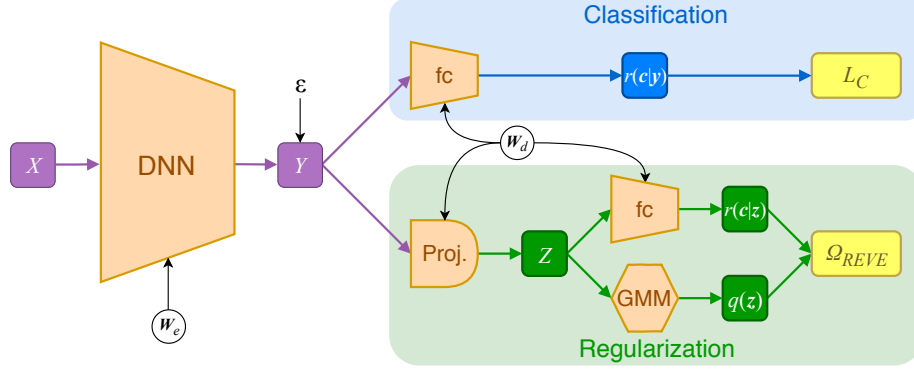 Classification
fc
r(c|y)
L_C
ε
X
DNN
Y
W_d
fc
r(c|z)
Proj.
Z
Ω_REVE
GMM
q(z)
W_e
Regularization